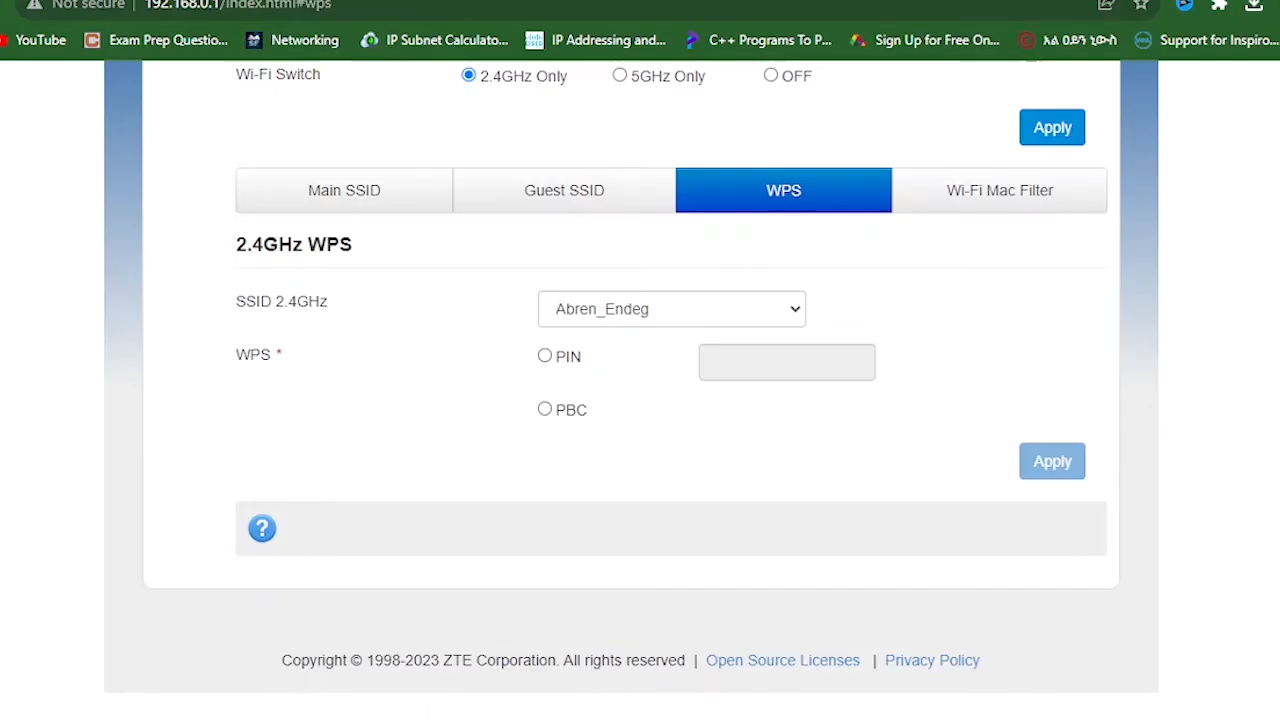 Not secure
192.168.0.1/index.html#wps
YouTube
Exam Prep Questio...
Networking
IP Subnet Calculato...
IP Addressing and...
C++ Programs To P...
Sign Up for Free On...
አል ዐይን ኒውስ
Support for Inspiro...
Wi-Fi Switch
2.4GHz Only
5GHz Only
OFF
Apply
Main SSID
Guest SSID
WPS
Wi-Fi Mac Filter
2.4GHz WPS
SSID 2.4GHz
Abren_Endeg
WPS *
PIN
PBC
Apply
?
Copyright © 1998-2023 ZTE Corporation. All rights reserved | Open Source Licenses | Privacy Policy